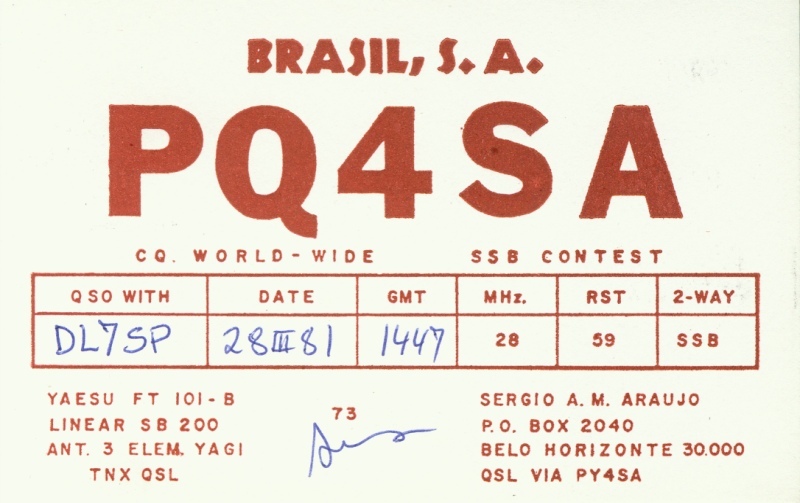 BRASIL, S. A.
PQ4SA
CQ. WORLD-WIDE SSB CONTEST
QSO WITH DATE GMT MHz. RST 2-WAY
DL7SP 28 III 81 1447 28 59 SSB
YAESU FT 101-B
LINEAR SB 200
ANT. 3 ELEM. YAGI
TNX QSL
73
SERGIO A. M. ARAUJO
P.O. BOX 2040
BELO HORIZONTE 30.000
QSL VIA PY4SA